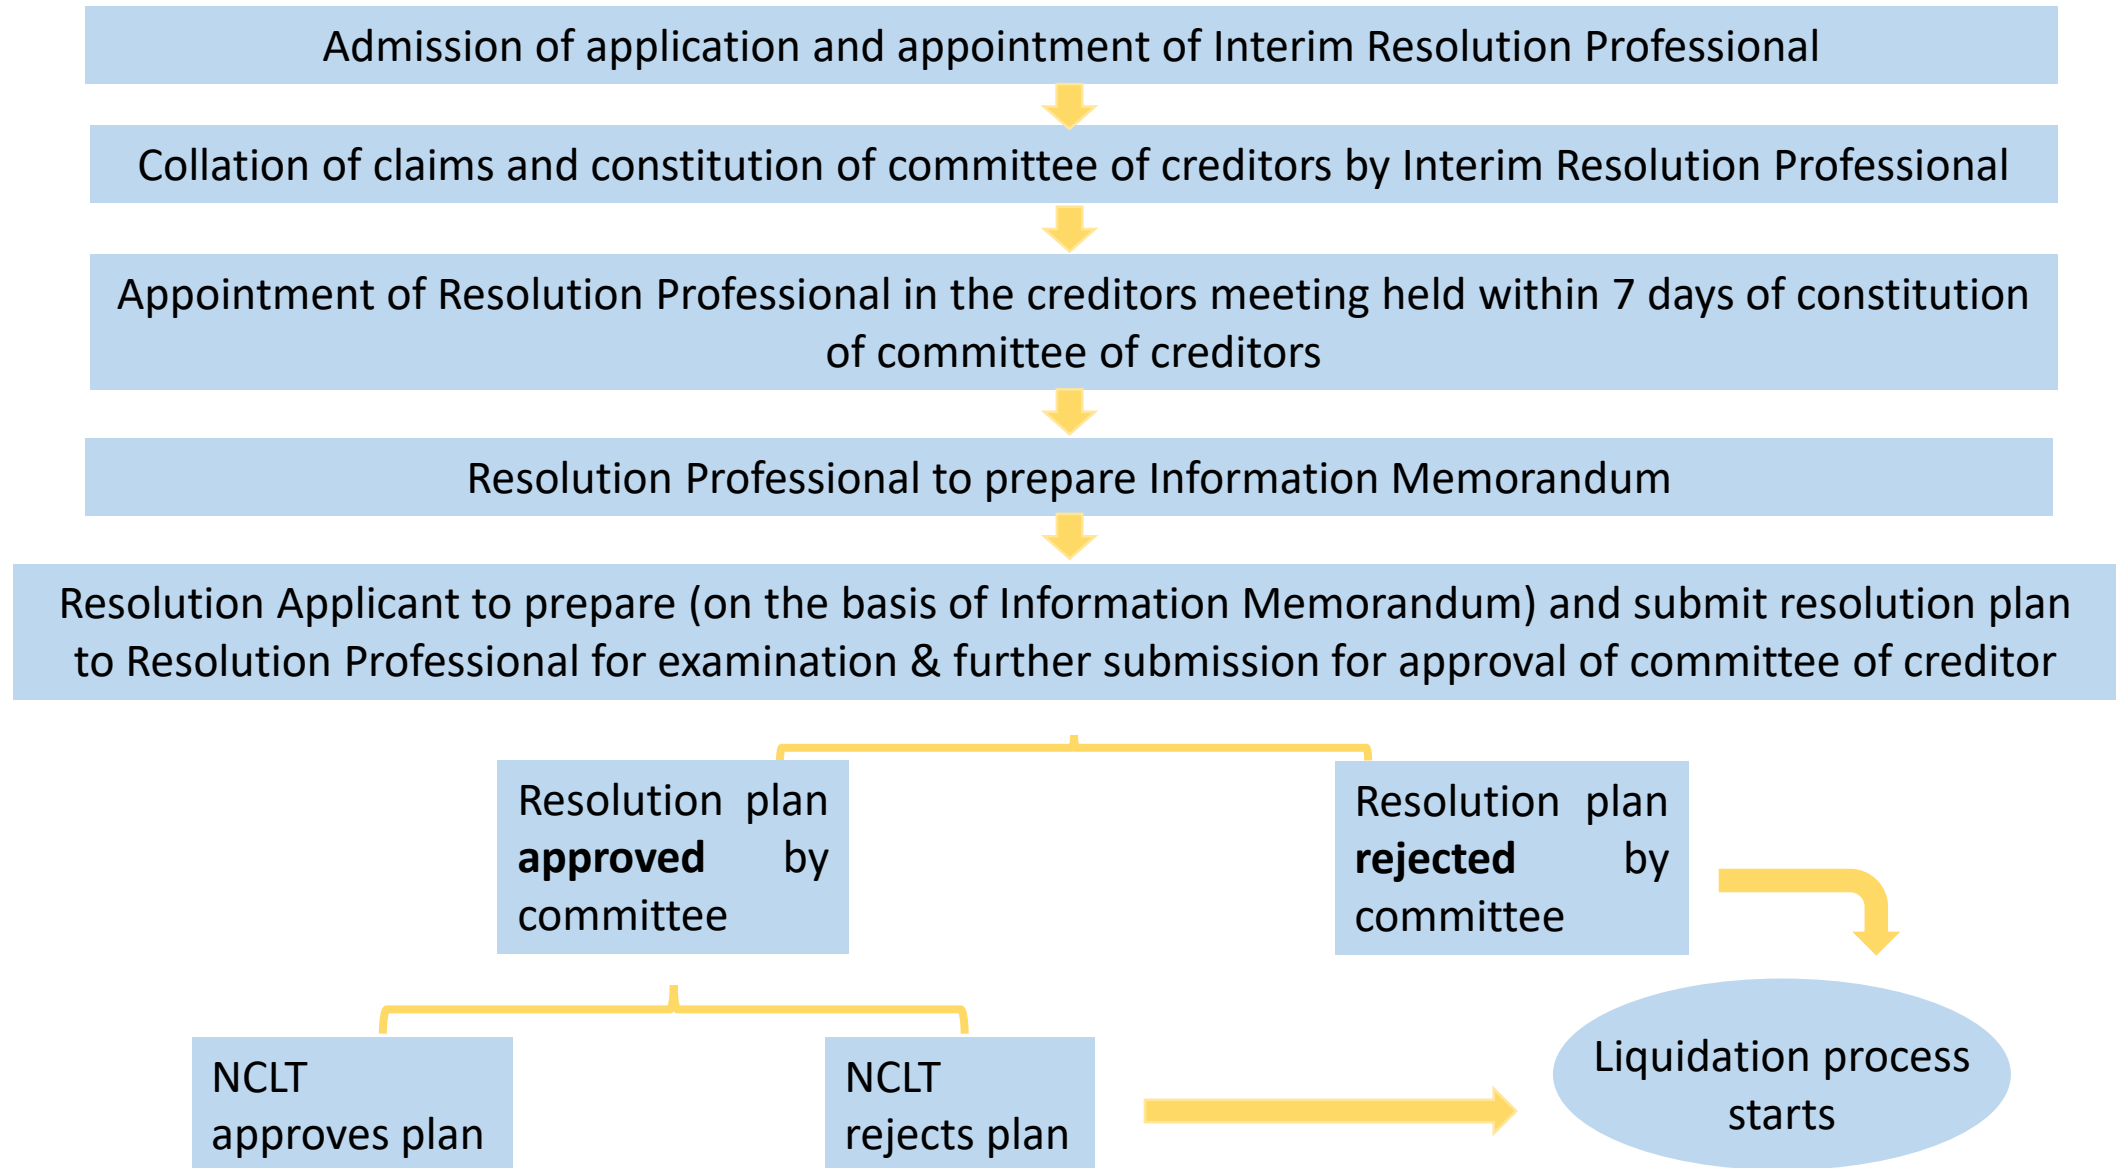 Admission of application and appointment of Interim Resolution Professional
Collation of claims and constitution of committee of creditors by Interim Resolution Professional
Appointment of Resolution Professional in the creditors meeting held within 7 days of constitution
of committee of creditors
Resolution Professional to prepare Information Memorandum
Resolution Applicant to prepare (on the basis of Information Memorandum) and submit resolution plan
to Resolution Professional for examination & further submission for approval of committee of creditor
Resolution plan
approved by
committee
Resolution plan
rejected by
committee
NCLT
approves plan
NCLT
rejects plan
Liquidation process
starts